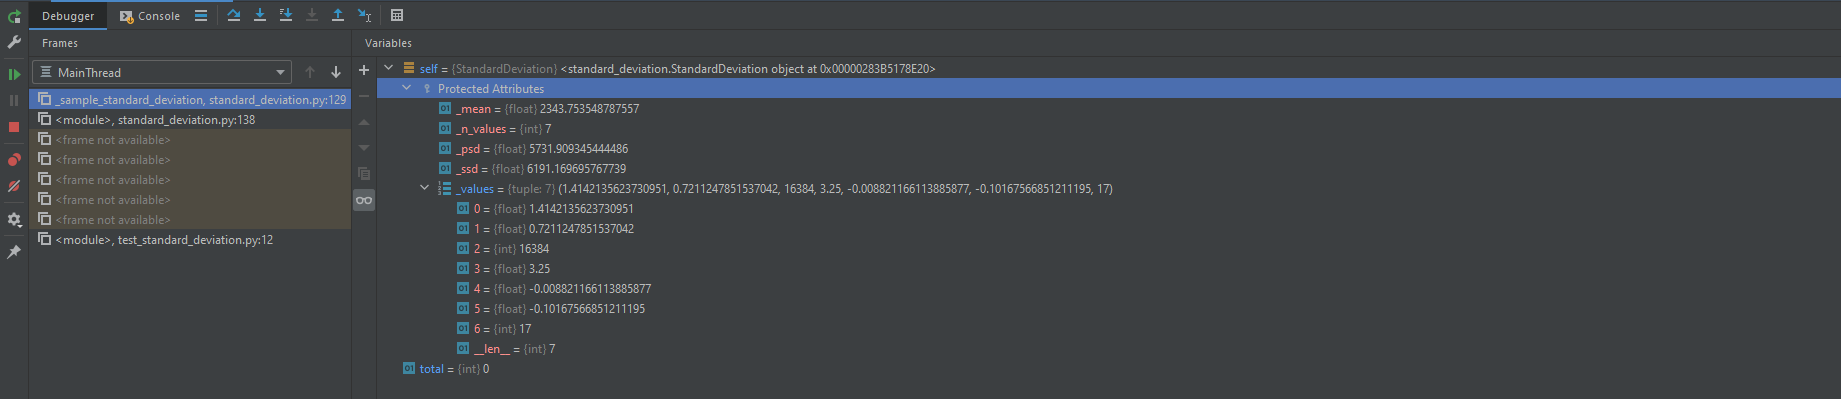 Debugger
Console
Frames
Variables
MainThread
_sample_standard_deviation, standard_deviation.py:129
<module>, standard_deviation.py:138
<frame not available>
<frame not available>
<frame not available>
<frame not available>
<frame not available>
<module>, test_standard_deviation.py:12
self = {StandardDeviation} <standard_deviation.StandardDeviation object at 0x00000283B5178E20>
Protected Attributes
01 _mean = {float} 2343.753548787557
01 _n_values = {int} 7
01 _psd = {float} 5731.909345444486
01 _ssd = {float} 6191.169695767739
_values = {tuple: 7} (1.4142135623730951, 0.7211247851537042, 16384, 3.25, -0.008821166113885877, -0.10167566851211195, 17)
01 0 = {float} 1.4142135623730951
01 1 = {float} 0.7211247851537042
01 2 = {int} 16384
01 3 = {float} 3.25
01 4 = {float} -0.008821166113885877
01 5 = {float} -0.10167566851211195
01 6 = {int} 17
01 __len__ = {int} 7
01 total = {int} 0